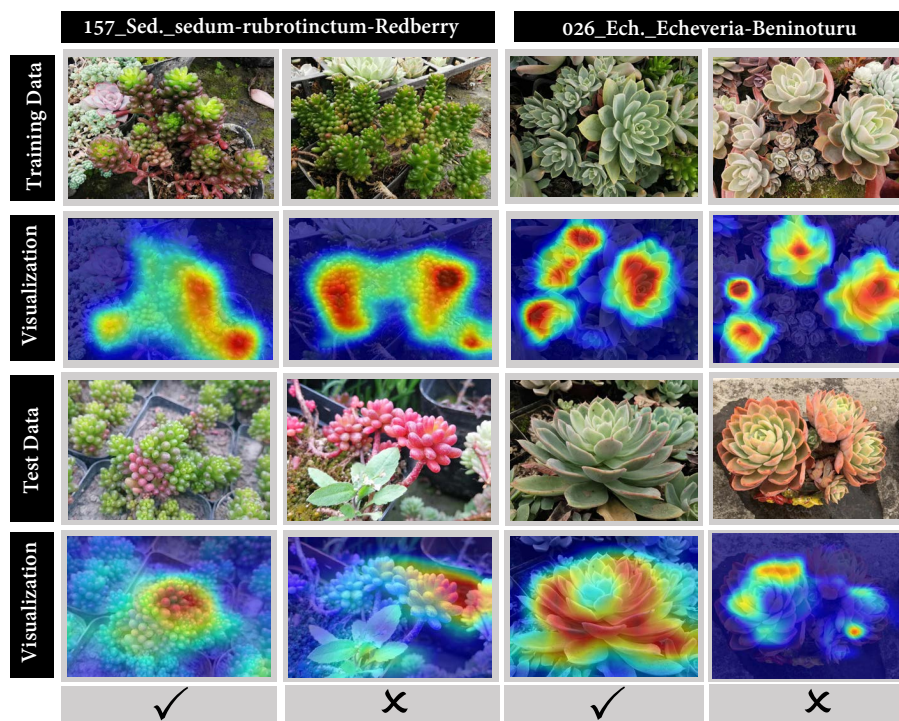 157_Sed._sedum-rubrotinctum-Redberry
026_Ech._Echeveria-Beninoturu
Training Data
Visualization
Test Data
Visualization
✓ ✗ ✓ ✗